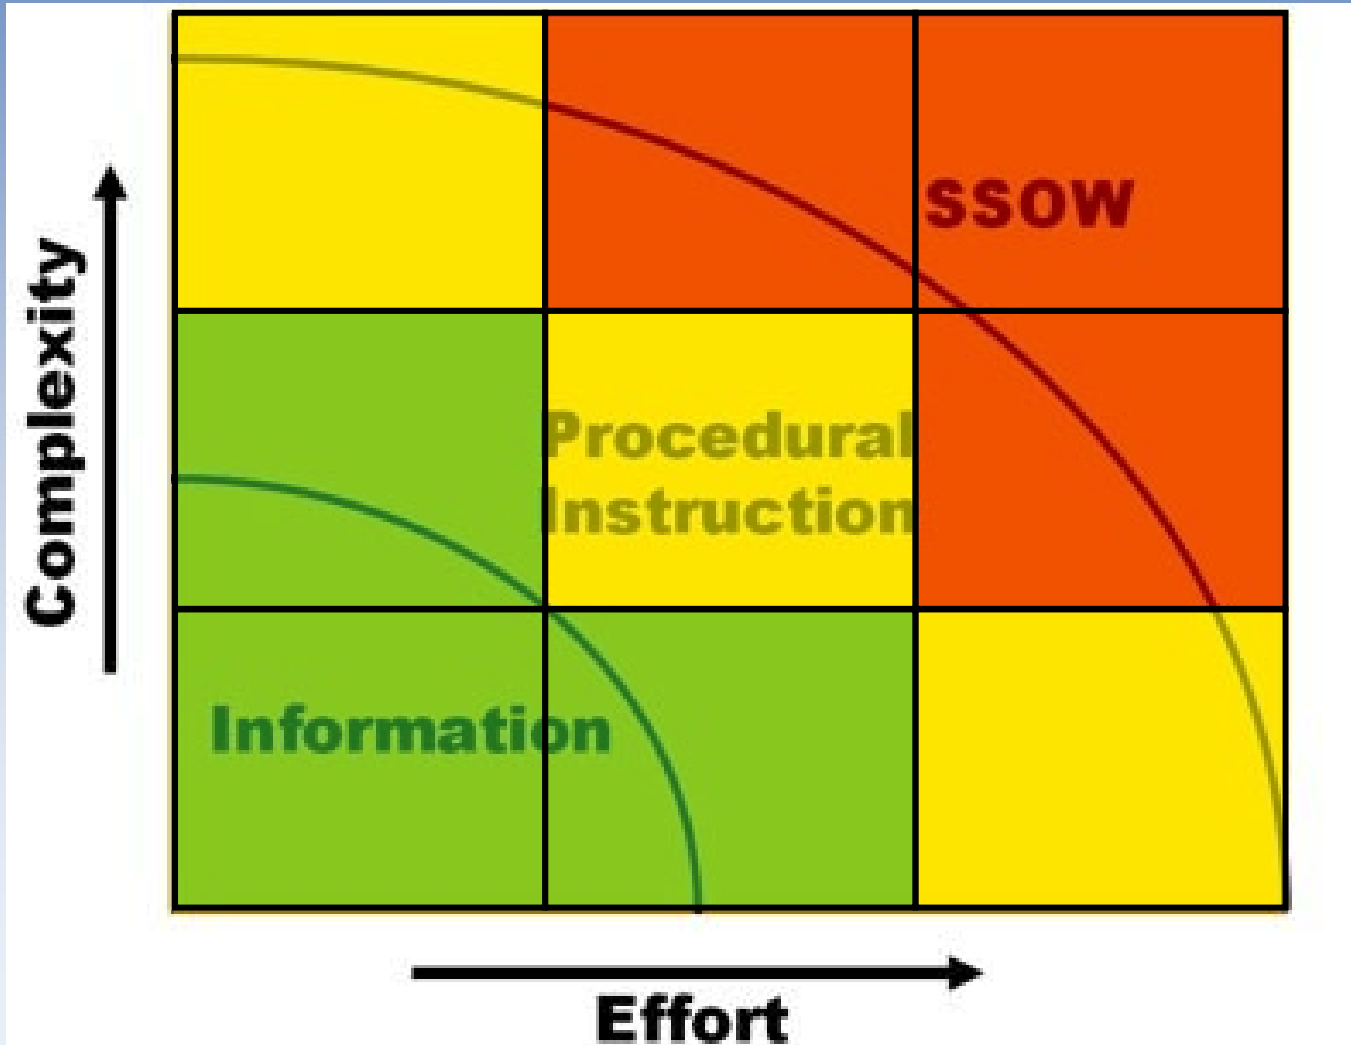 Complexity
SSOW
Procedural
Instruction
Information
Effort